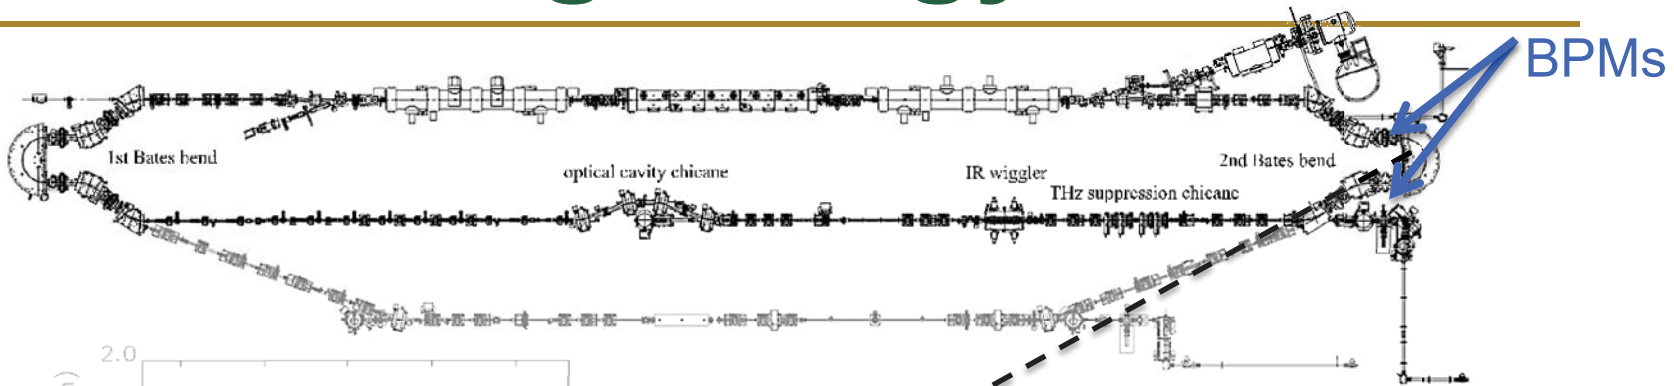 BPMs
1st Bates bend
optical cavity chicane
IR wiggler
2nd Bates bend
THz suppression chicane
2.0